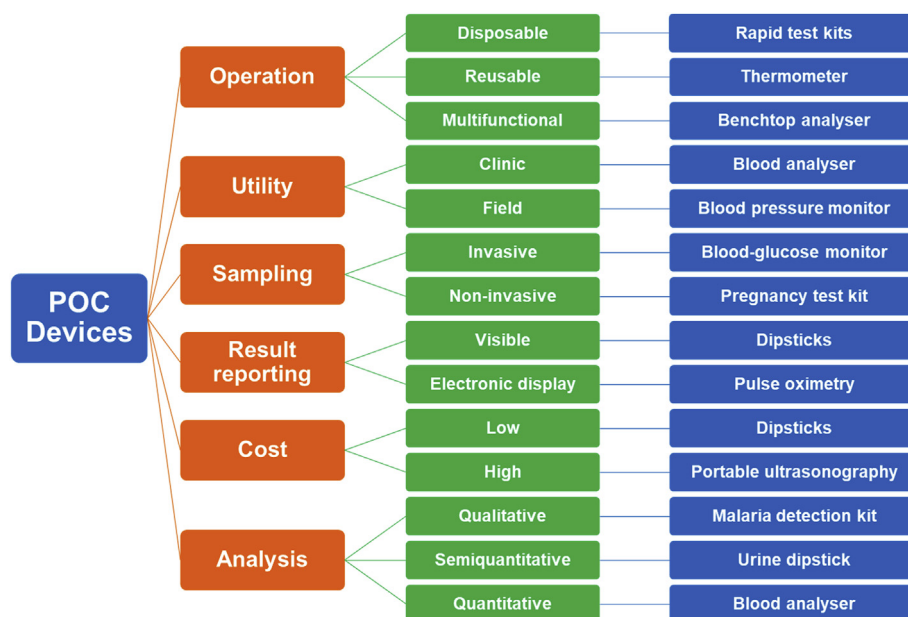 POC
Devices
Operation
Disposable
Rapid test kits
Reusable
Thermometer
Multifunctional
Benchtop analyser
Utility
Clinic
Blood analyser
Field
Blood pressure monitor
Sampling
Invasive
Blood-glucose monitor
Non-invasive
Pregnancy test kit
Result
reporting
Visible
Dipsticks
Electronic display
Pulse oximetry
Cost
Low
Dipsticks
High
Portable ultrasonography
Analysis
Qualitative
Malaria detection kit
Semiquantitative
Urine dipstick
Quantitative
Blood analyser